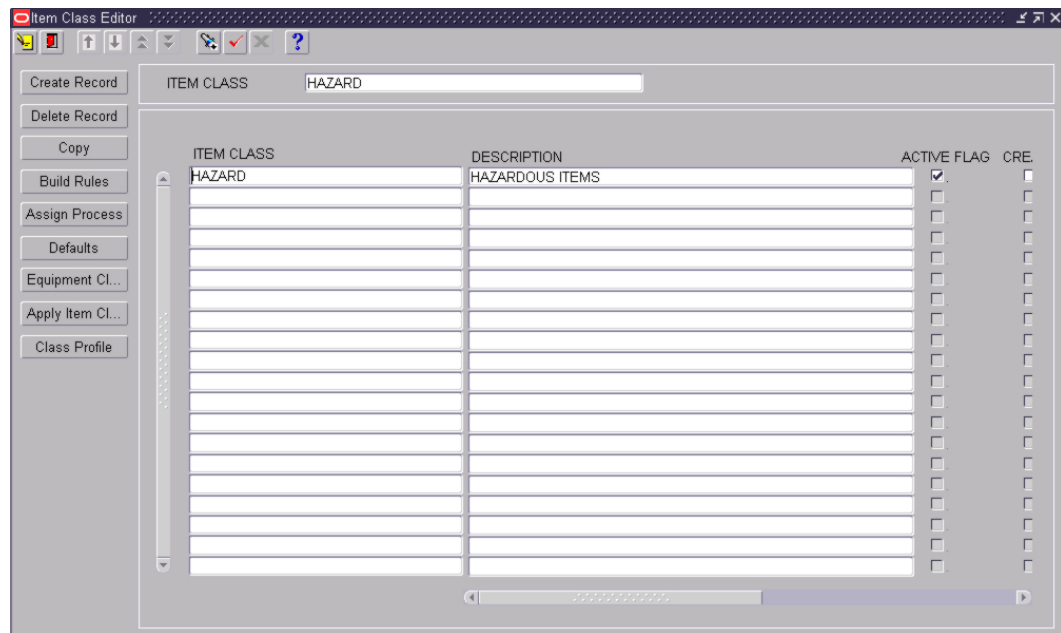 Item Class Editor
?
Create Record
ITEM CLASS HAZARD
Delete Record
Copy
ITEM CLASS DESCRIPTION ACTIVE FLAG CRE.
HAZARD HAZARDOUS ITEMS
Build Rules
Assign Process
Defaults
Equipment Cl...
Apply Item Cl...
Class Profile